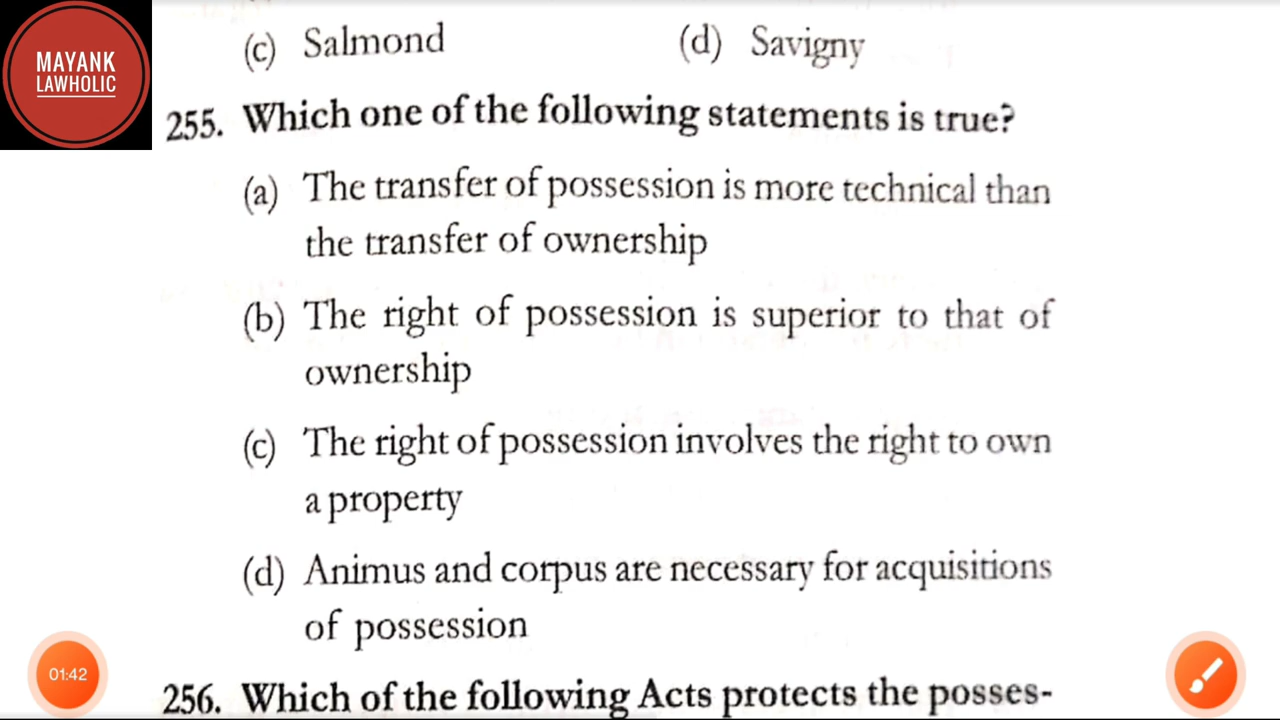 MAYANK
LAWHOLIC
(c) Salmond (d) Savigny
255. Which one of the following statements is true?
(a) The transfer of possession is more technical than
the transfer of ownership
(b) The right of possession is superior to that of
ownership
(c) The right of possession involves the right to own
a property
(d) Animus and corpus are necessary for acquisitions
of possession
01:42
256. Which of the following Acts protects the posses-